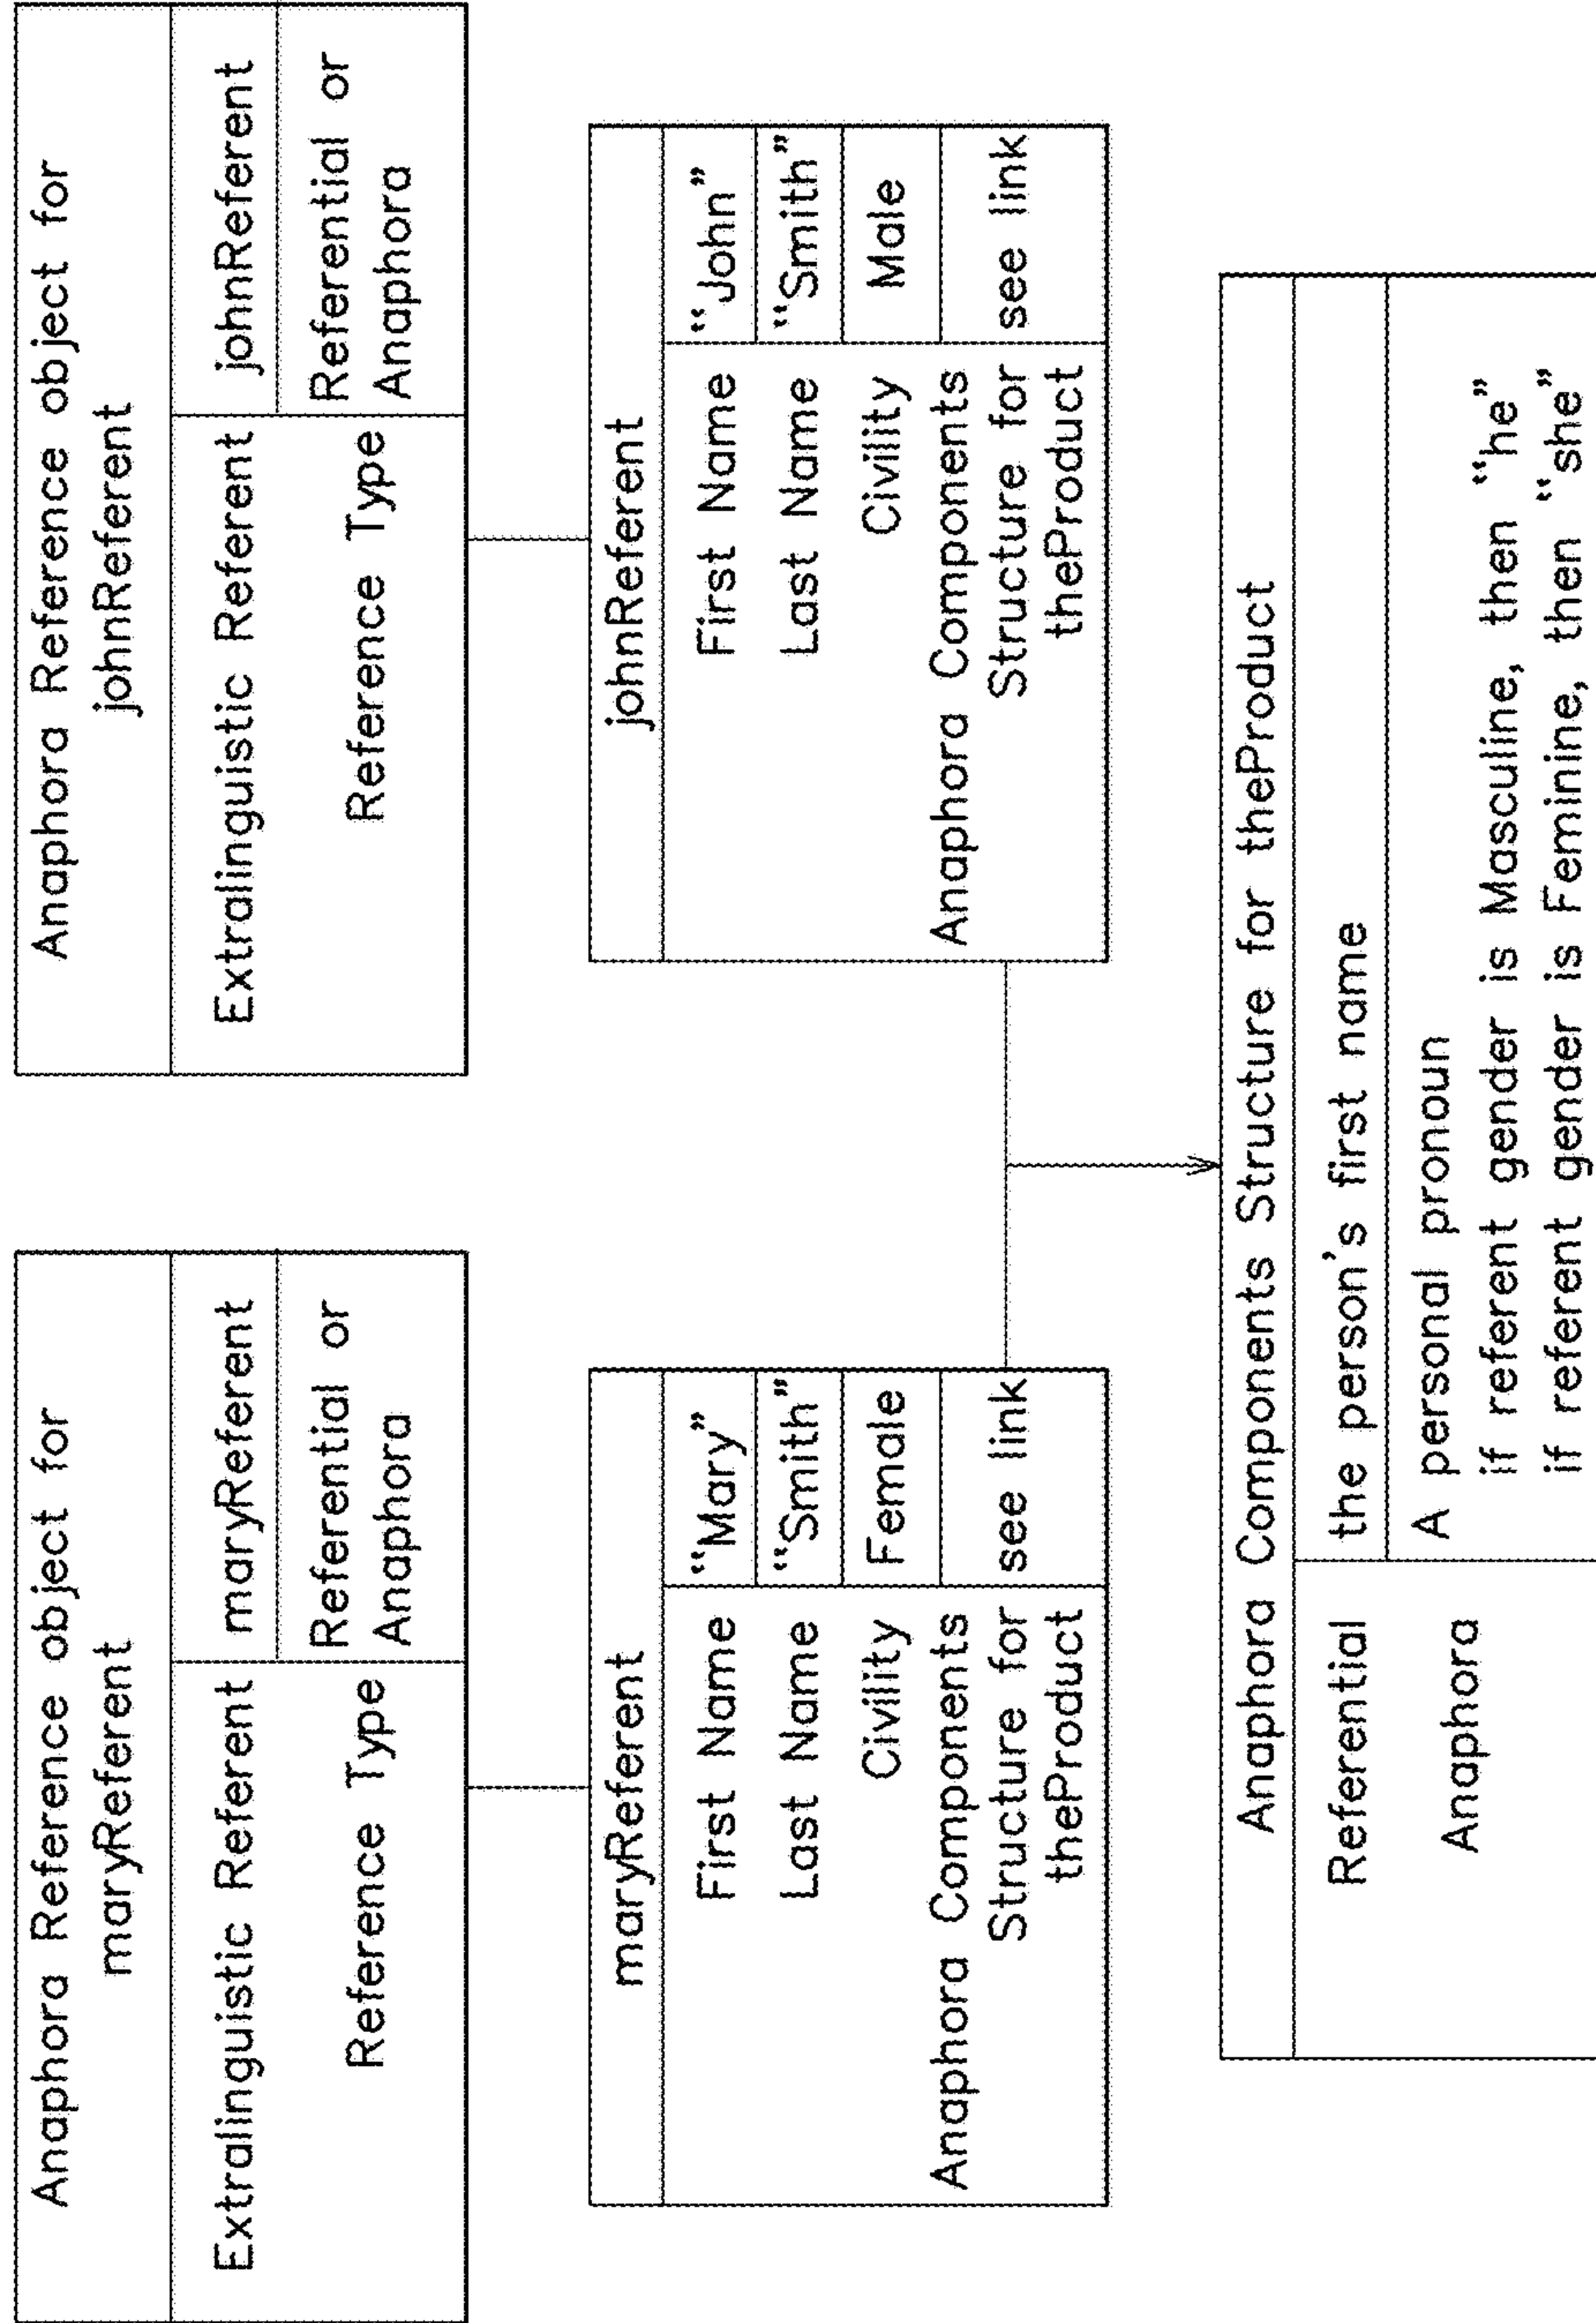 Anaphora Reference object for
maryReferent
Extralinguistic Referent maryReferent
Reference Type Referential or
Anaphora
Anaphora Reference object for
johnReferent
Extralinguistic Referent johnReferent
Reference Type Referential or
Anaphora
maryReferent
First Name "Mary"
Last Name "Smith"
Civility Female
Anaphora Components
Structure for see link
theProduct
johnReferent
First Name "John"
Last Name "Smith"
Civility Male
Anaphora Components
Structure for see link
theProduct
Anaphora Components Structure for theProduct
Referential the person's first name
Anaphora A personal pronoun
if referent gender is Masculine, then "he"
if referent gender is Feminine, then "she"